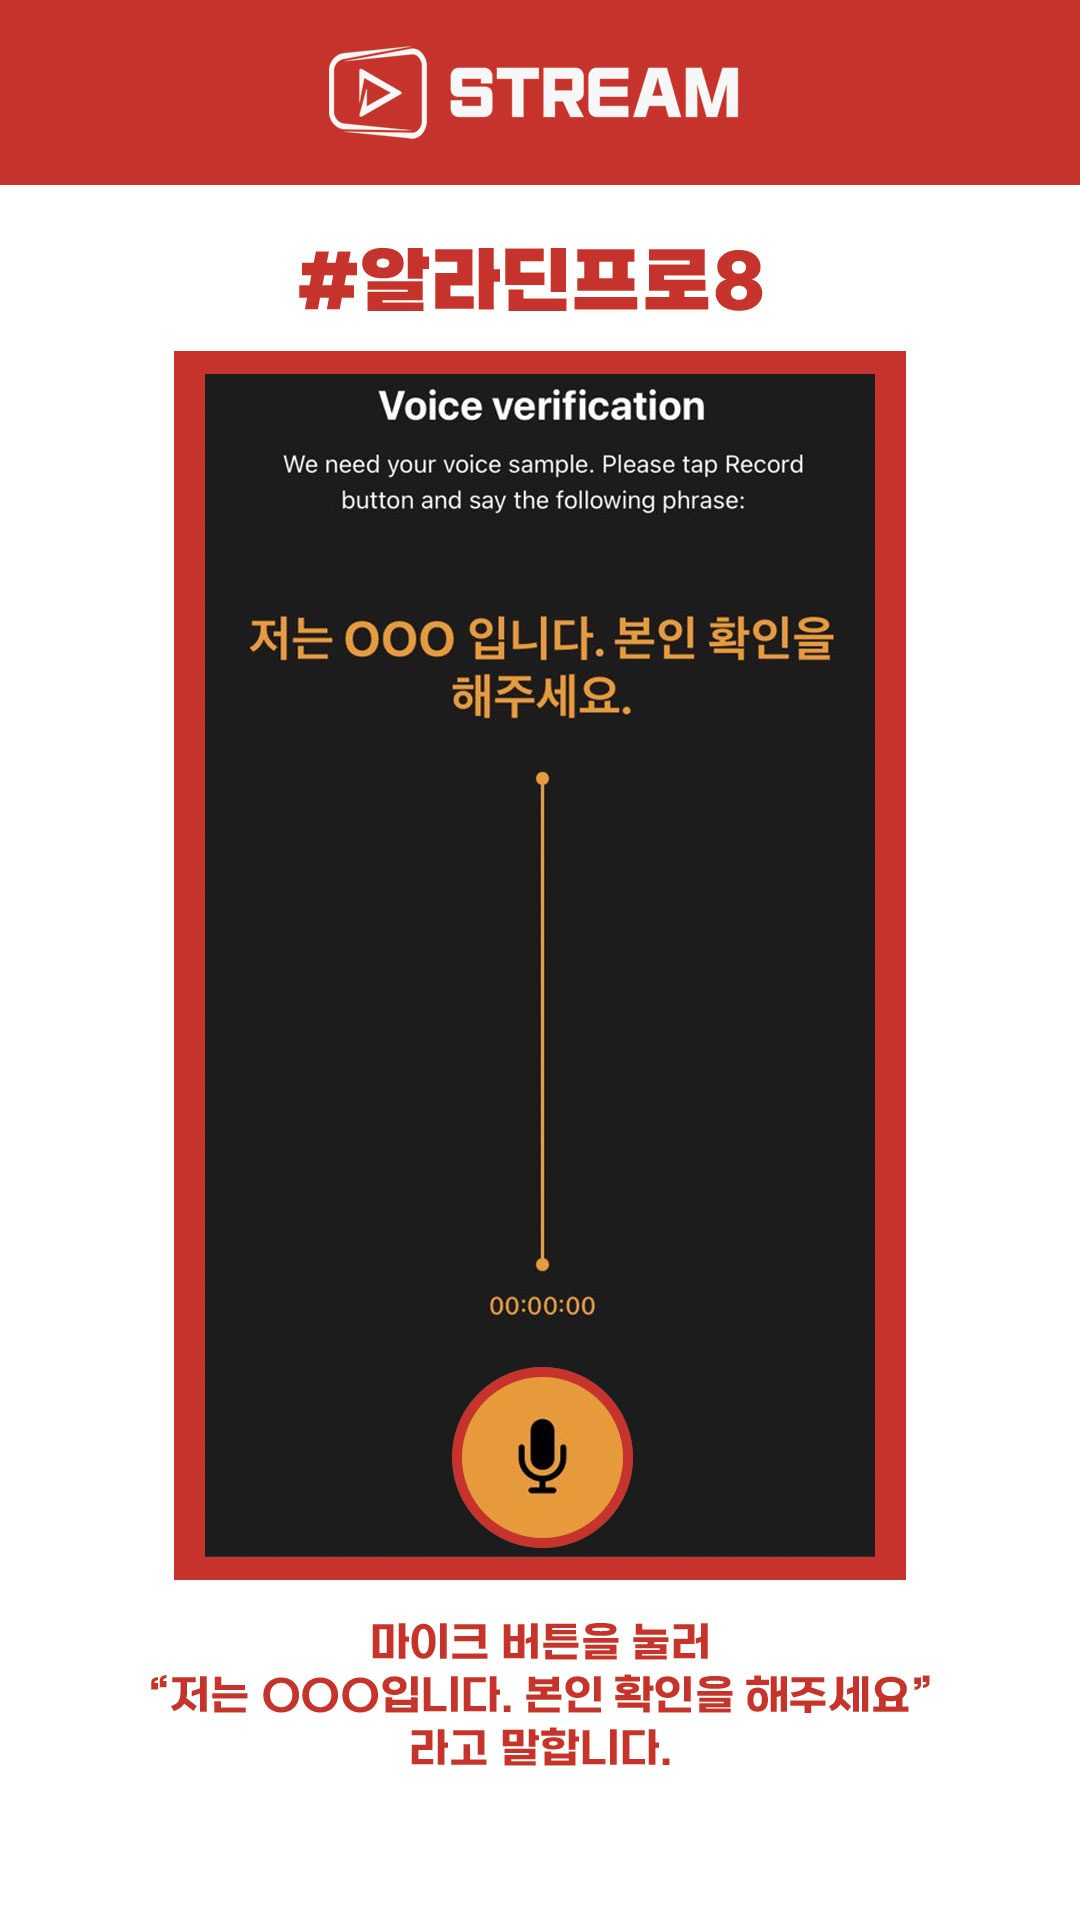 STREAM
#알라딘프로8
Voice verification
We need your voice sample. Please tap Record
button and say the following phrase:
저는 OOO 입니다. 본인 확인을
해주세요.
00:00:00
마이크 버튼을 눌러
“저는 OOO입니다. 본인 확인을 해주세요”
라고 말합니다.